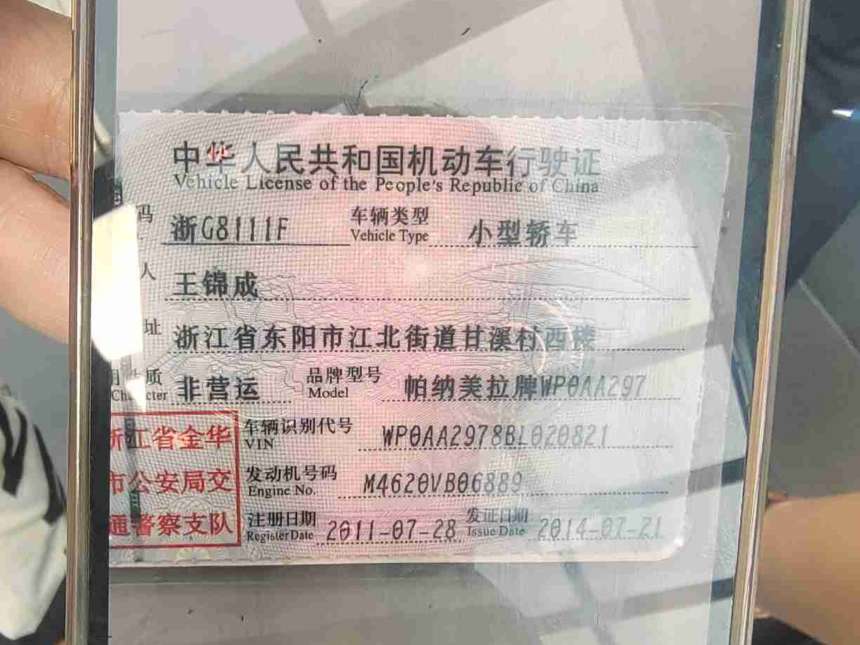 中华人民共和国机动车行驶证
Vehicle License of the People's Republic of China
码 浙G8111F 车辆类型 Vehicle Type 小型轿车
人 王锦成
址 浙江省东阳市江北街道甘溪村西楼
质 Character 非营运 品牌型号 Model 帕纳美拉牌WP0AA297
浙江省金华 车辆识别代号 VIN WP0AA2978BL020821
市公安局交 发动机号码 Engine No. M4620VB06889
通警察支队 注册日期 Register Date 2011-07-28 发证日期 Issue Date 2014-07-21